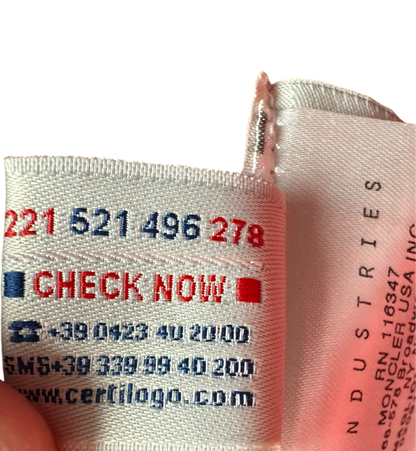 221 521 496 278
CHECK NOW
☎ +39 0423 40 20 00
SMS+39 339 99 40 200
www.certilogo.com
NDUSTRIES
RN 116347
MONCLER USA INC